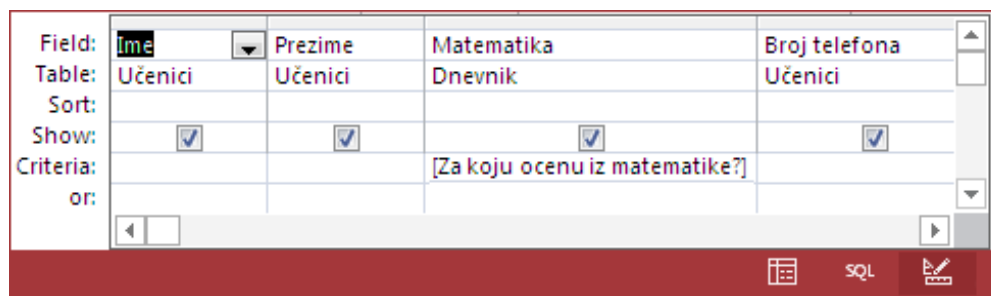 Field: Ime Prezime Matematika Broj telefona
Table: Učenici Učenici Dnevnik Učenici
Sort:
Show:
Criteria: [Za koju ocenu iz matematike?]
or:
SQL